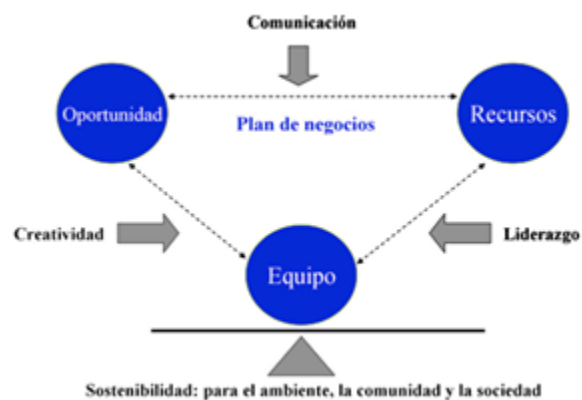 Comunicación
Oportunidad
Plan de negocios
Recursos
Creatividad
Liderazgo
Equipo
Sostenibilidad: para el ambiente, la comunidad y la sociedad